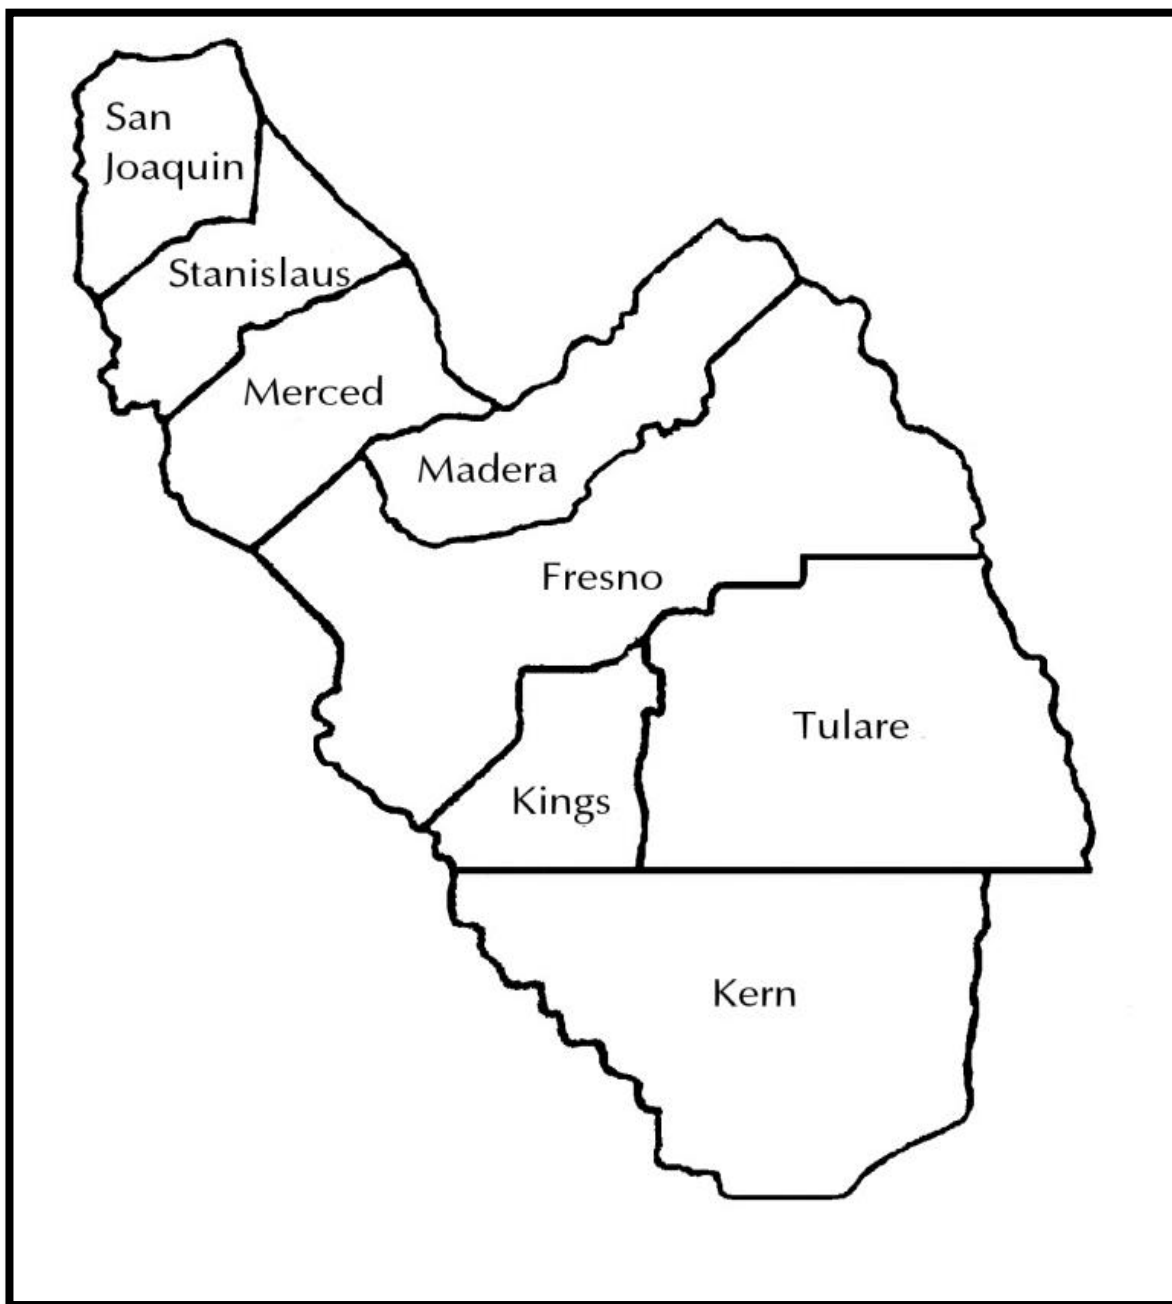 San
Joaquin
Stanislaus
Merced
Madera
Fresno
Tulare
Kings
Kern